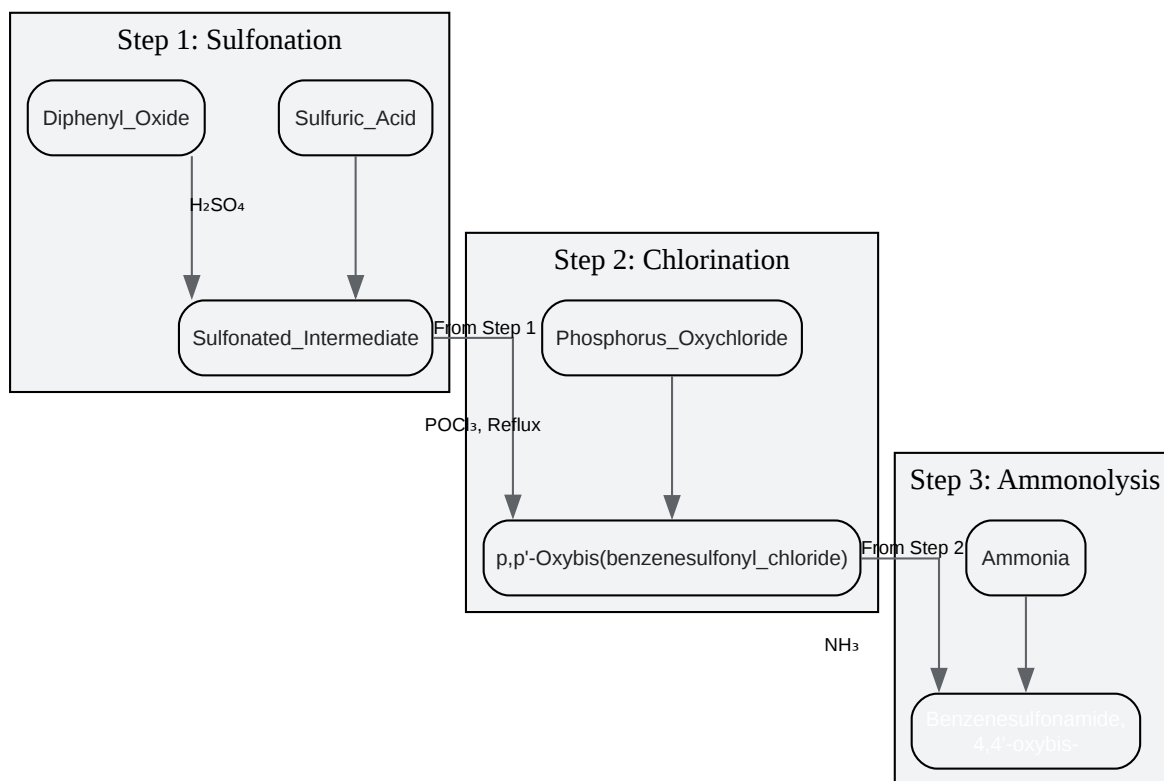 Step 1: Sulfonation
Diphenyl_Oxide
Sulfuric_Acid
H₂SO₄
Sulfonated_Intermediate
From Step 1
Step 2: Chlorination
Phosphorus_Oxychloride
POCl₃, Reflux
p,p'-Oxybis(benzenesulfonyl_chloride)
From Step 2
Step 3: Ammonolysis
Ammonia
NH₃
Benzenesulfonamide,
4,4'-oxybis-